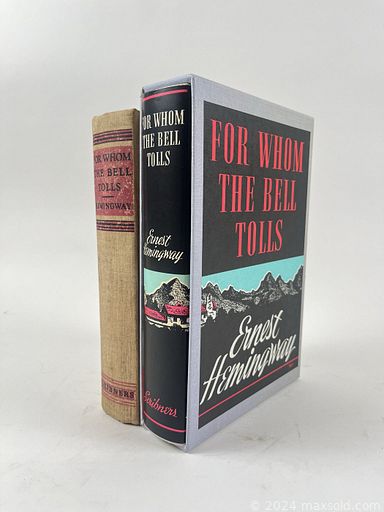 FOR WHOM
THE BELL
TOLLS
HEMINGWAY
SCRIBNERS
FOR WHOM
THE BELL
TOLLS
Ernest
Hemingway
Scribners
FOR WHOM
THE BELL
TOLLS
Ernest
Hemingway
© 2024 maxsold.com